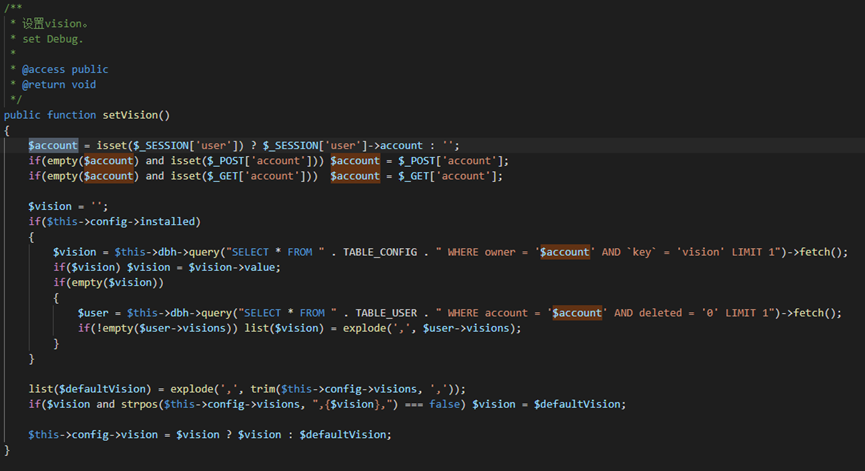 /**
 * 设置vision。
 * set Debug.
 *
 * @access public
 * @return void
 */
public function setVision()
{
    $account = isset($_SESSION['user']) ? $_SESSION['user']->account : '';
    if(empty($account) and isset($_POST['account'])) $account = $_POST['account'];
    if(empty($account) and isset($_GET['account']))  $account = $_GET['account'];

    $vision = '';
    if($this->config->installed)
    {
        $vision = $this->dbh->query("SELECT * FROM " . TABLE_CONFIG . " WHERE owner = '$account' AND `key` = 'vision' LIMIT 1")->fetch();
        if($vision) $vision = $vision->value;
        if(empty($vision))
        {
            $user = $this->dbh->query("SELECT * FROM " . TABLE_USER . " WHERE account = '$account' AND deleted = '0' LIMIT 1")->fetch();
            if(!empty($user->visions)) list($vision) = explode(',', $user->visions);
        }
    }

    list($defaultVision) = explode(',', trim($this->config->visions, ','));
    if($vision and strpos($this->config->visions, ",{$vision},") === false) $vision = $defaultVision;

    $this->config->vision = $vision ? $vision : $defaultVision;
}